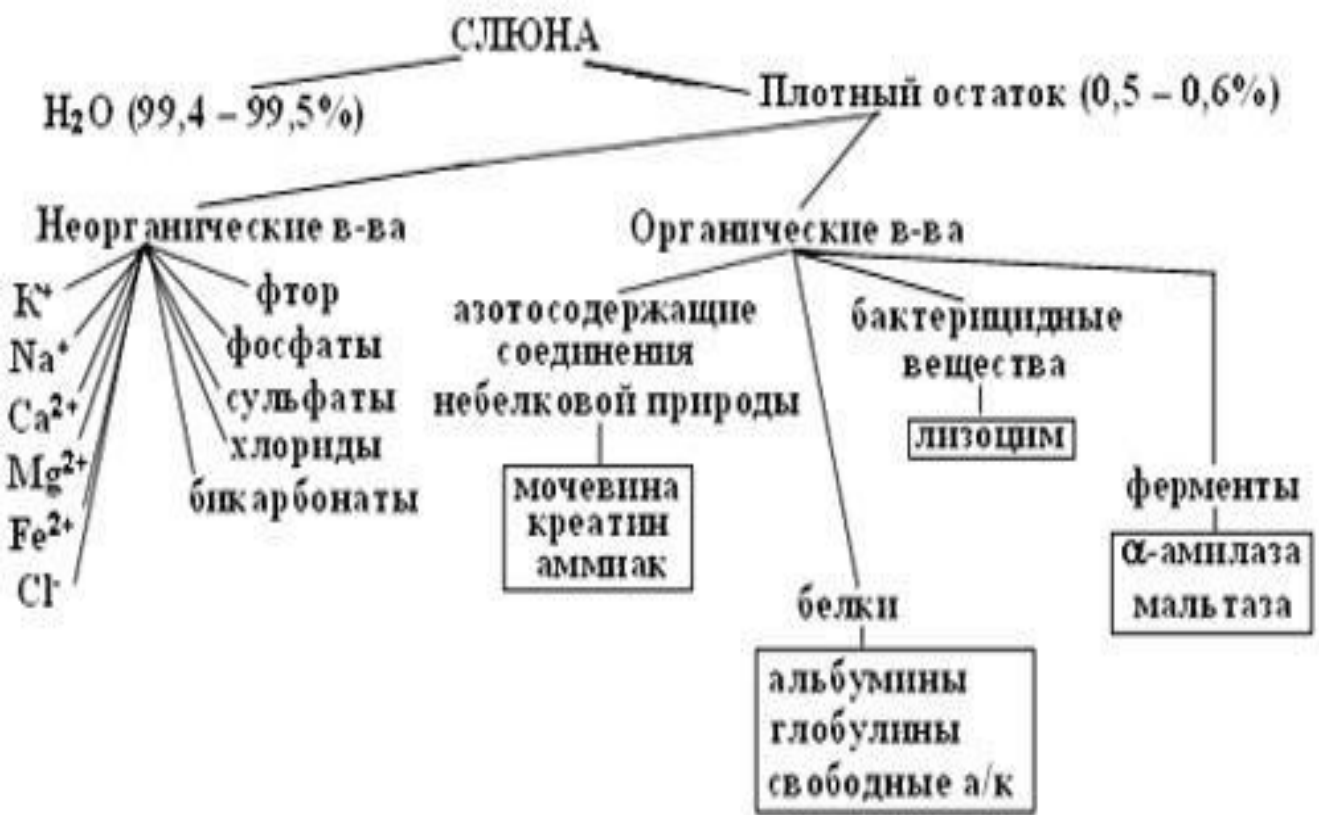 СЛЮНА
H₂O (99,4 – 99,5%)
Плотный остаток (0,5 – 0,6%)
Неорганические в-ва
K⁺
Na⁺
Ca²⁺
Mg²⁺
Fe²⁺
Cl⁻
фтор
фосфаты
сульфаты
хлориды
бикарбонаты
Органические в-ва
азотосодержащие
соединения
небелковой природы
мочевина
креатин
аммиак
белки
альбумины
глобулины
свободные а/к
бактерицидные
вещества
лизоцим
ферменты
α-амилаза
мальтаза